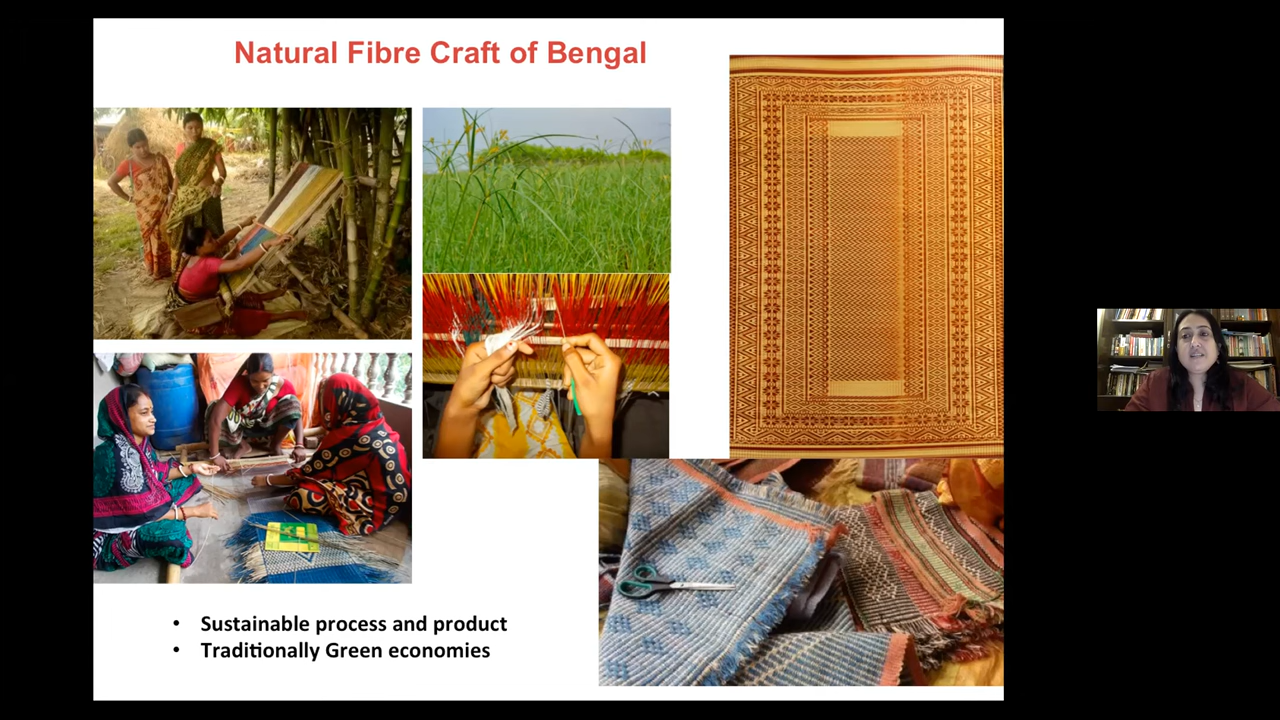 Natural Fibre Craft of Bengal
• Sustainable process and product
• Traditionally Green economies